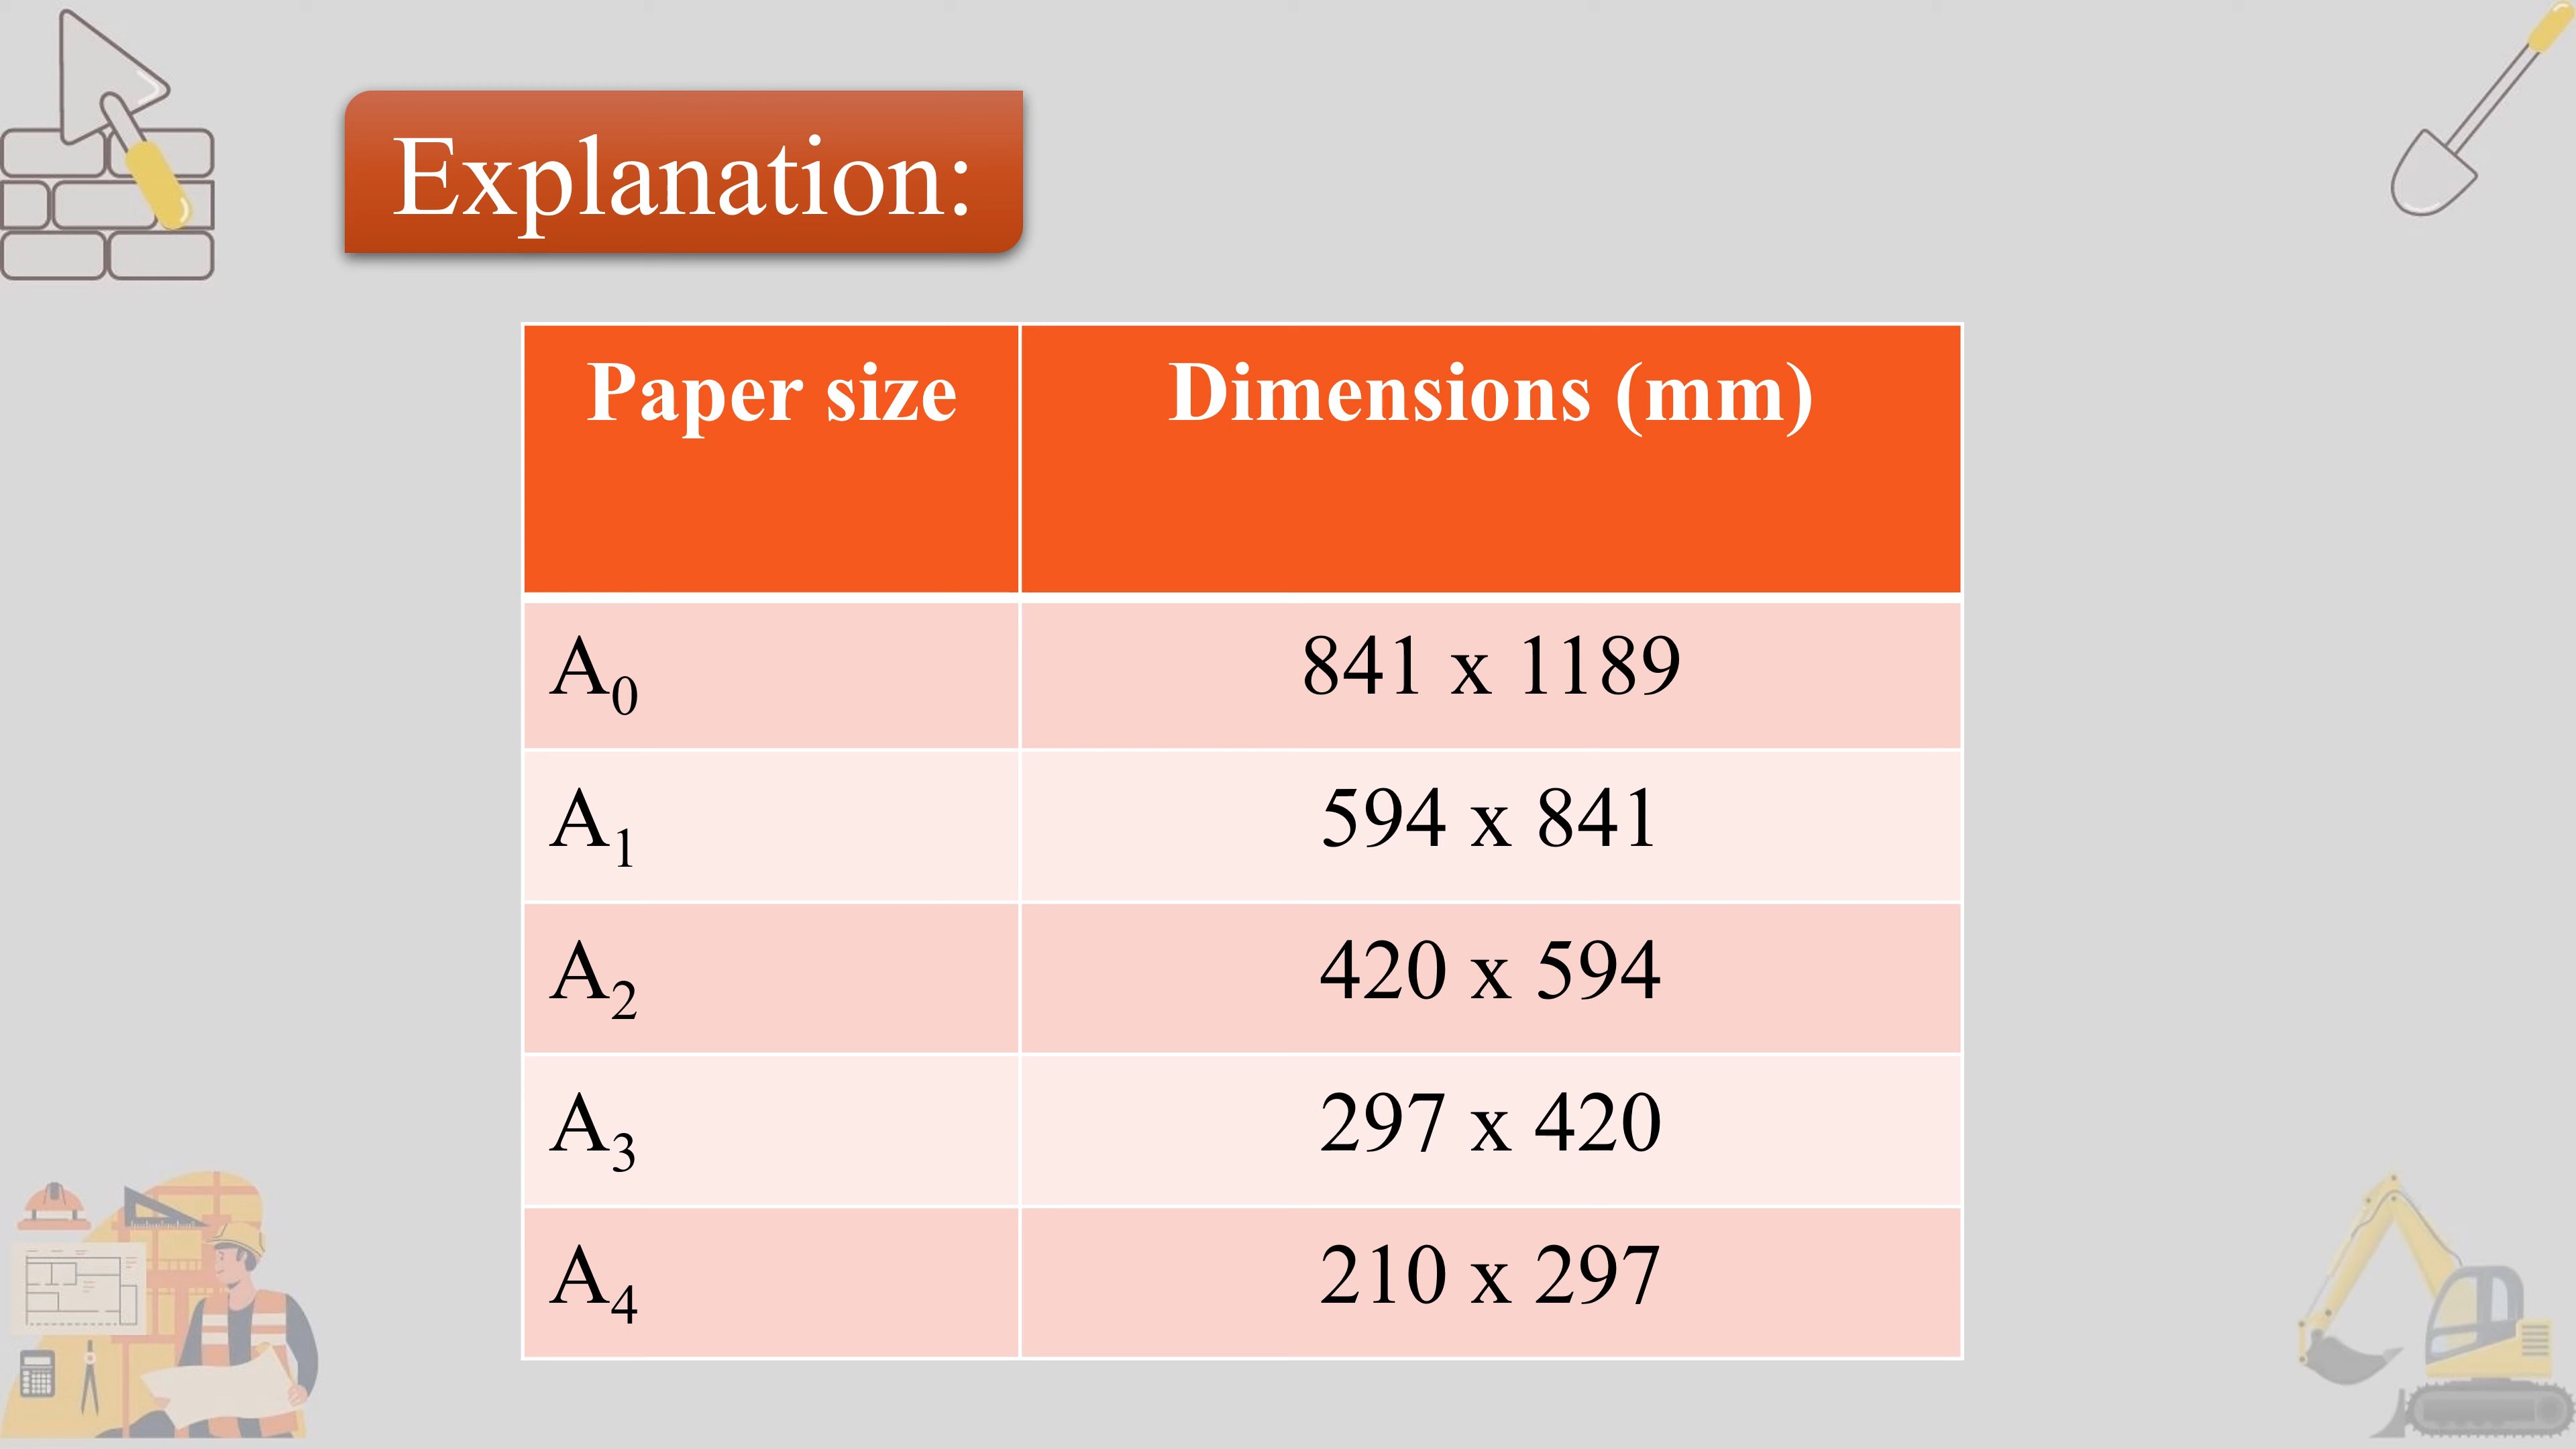 Explanation:
Paper size Dimensions (mm)
A₀ 841 x 1189
A₁ 594 x 841
A₂ 420 x 594
A₃ 297 x 420
A₄ 210 x 297